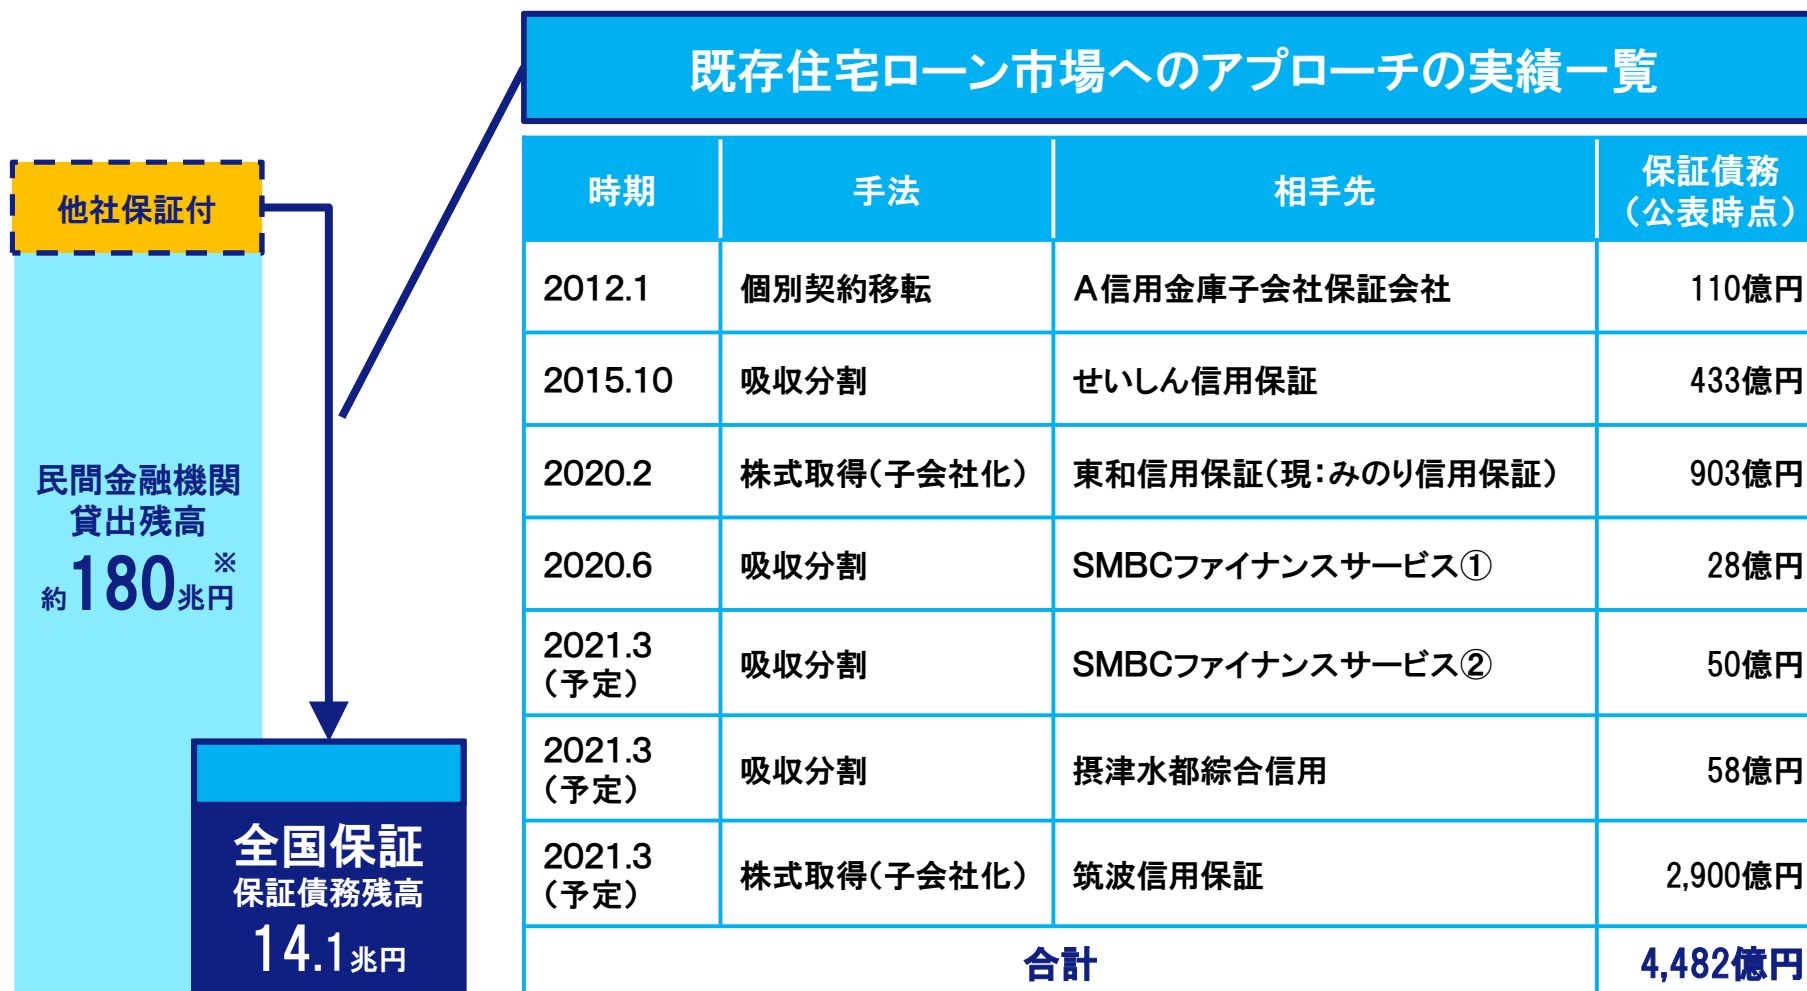 既存住宅ローン市場へのアプローチの実績一覧
他社保証付
民間金融機関
貸出残高
約180兆円※
全国保証
保証債務残高
14.1兆円
時期 手法 相手先 保証債務
（公表時点）
2012.1 個別契約移転 A信用金庫子会社保証会社 110億円
2015.10 吸収分割 せいしん信用保証 433億円
2020.2 株式取得（子会社化） 東和信用保証（現：みのり信用保証） 903億円
2020.6 吸収分割 SMBCファイナンスサービス① 28億円
2021.3
（予定） 吸収分割 SMBCファイナンスサービス② 50億円
2021.3
（予定） 吸収分割 摂津水都綜合信用 58億円
2021.3
（予定） 株式取得（子会社化） 筑波信用保証 2,900億円
合計 4,482億円